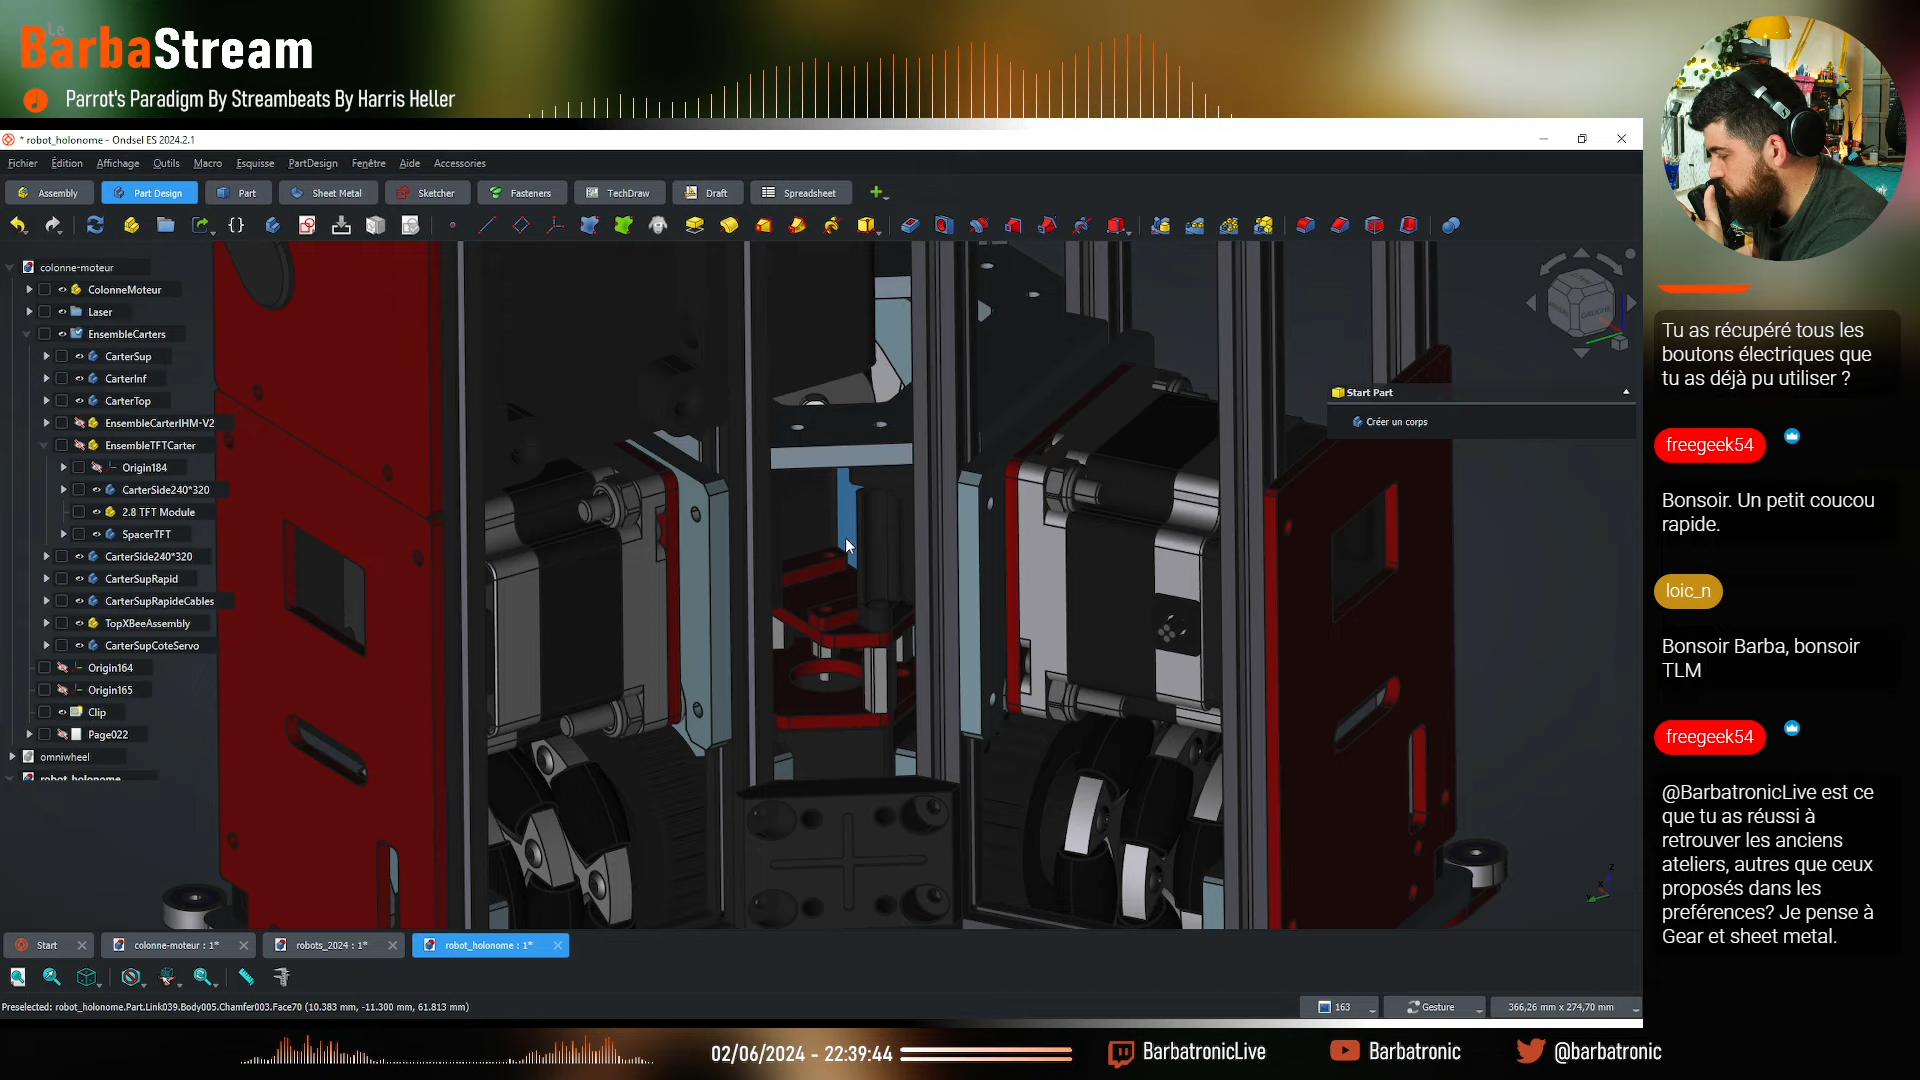 Le
BarbaStream
Parrot's Paradigm By Streambeats By Harris Heller
* robot_holonome - Ondsel ES 2024.2.1
Fichier Édition Affichage Outils Macro Esquisse PartDesign Fenêtre Aide Accessories
Assembly Part Design Part Sheet Metal Sketcher Fasteners TechDraw Draft Spreadsheet
colonne-moteur
ColonneMoteur
Laser
EnsembleCarters
CarterSup
CarterInf
CarterTop
EnsembleCarterIHM-V2
EnsembleTFTCarter
Origin184
CarterSIde240*320
2.8 TFT Module
SpacerTFT
CarterSide240*320
CarterSupRapid
CarterSupRapideCables
TopXBeeAssembly
CarterSupCoteServo
Origin164
Origin165
Clip
Page022
omniwheel
robot_holonome
GAUCHE
Start Part
Créer un corps
Z
X
Y
Start colonne-moteur : 1* robots_2024 : 1* robot_holonome : 1*
Preselected: robot_holonome.Part.Link039.Body005.Chamfer003.Face70 (10.383 mm, -11.300 mm, 61.813 mm)
163 Gesture 366,26 mm x 274,70 mm
Tu as récupéré tous les
boutons électriques que
tu as déjà pu utiliser ?
freegeek54
Bonsoir. Un petit coucou
rapide.
loic_n
Bonsoir Barba, bonsoir
TLM
freegeek54
@BarbatronicLive est ce
que tu as réussi à
retrouver les anciens
ateliers, autres que ceux
proposés dans les
preférences? Je pense à
Gear et sheet metal.
02/06/2024 - 22:39:44
BarbatronicLive
Barbatronic
@barbatronic